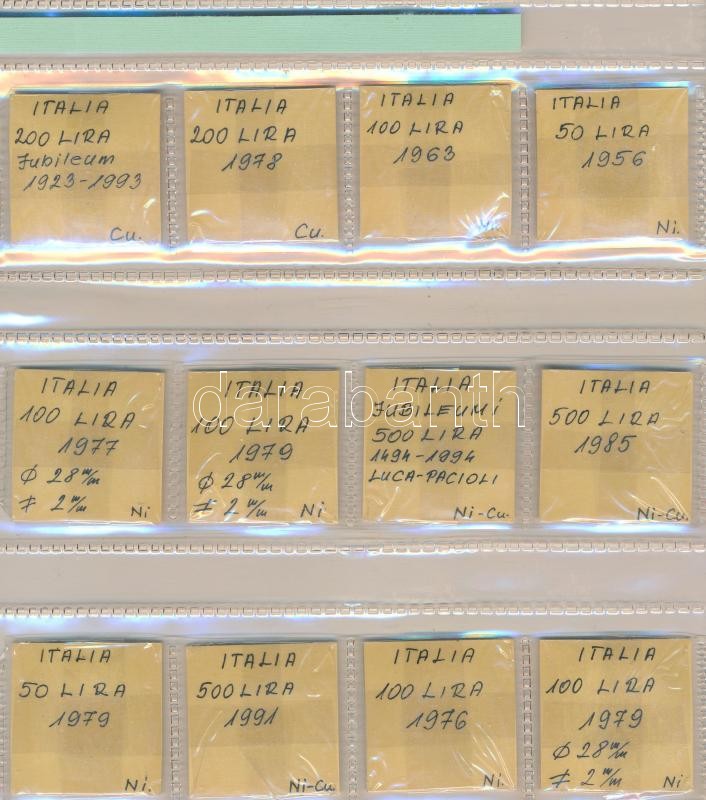 ITALIA
200 LIRA
Jubileum
1923-1993
Cu.
ITALIA
200 LIRA
1978
Cu.
ITALIA
100 LIRA
1963
ITALIA
50 LIRA
1956
Ni.
ITALIA
100 LIRA
1977
Φ 28 m/m
≠ 2 m/m
Ni
ITALIA
100 LIRA
1979
Φ 28 m/m
≠ 2 m/m
Ni
ITALIA
JUBILEUMI
500 LIRA
1494-1994
LUCA-PACIOLI
Ni-Cu.
ITALIA
500 LIRA
1985
Ni-Cu.
darabanth
ITALIA
50 LIRA
1979
Ni.
ITALIA
500 LIRA
1991
Ni-Cu.
ITALIA
100 LIRA
1976
Ni.
ITALIA
100 LIRA
1979
Φ 28 m/m
≠ 2 m/m
Ni